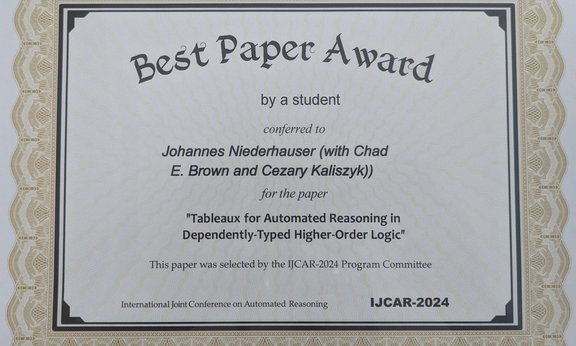 Best Paper Award
by a student
conferred to
Johannes Niederhauser (with Chad
E. Brown and Cezary Kaliszyk))
for the paper
"Tableaux for Automated Reasoning in
Dependently-Typed Higher-Order Logic"
This paper was selected by the IJCAR-2024 Program Committee
International Joint Conference on Automated Reasoning IJCAR-2024